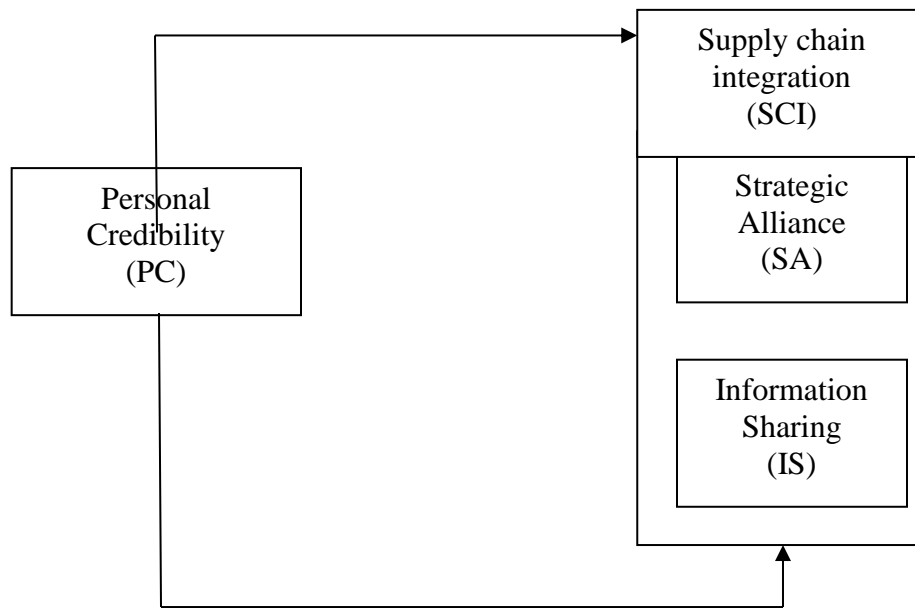 Supply chain
integration
(SCI)
Personal
Credibility
(PC)
Strategic
Alliance
(SA)
Information
Sharing
(IS)